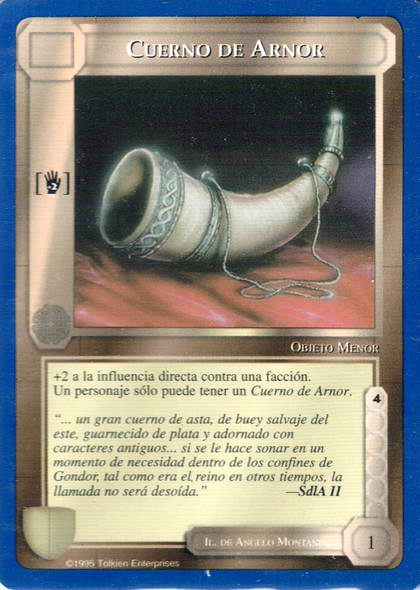 CUERNO DE ARNOR
[ ]
OBJETO MENOR
+2 a la influencia directa contra una facción.
Un personaje sólo puede tener un Cuerno de Arnor.
4
"... un gran cuerno de asta, de buey salvaje del
este, guarnecido de plata y adornado con
caracteres antiguos... si se le hace sonar en un
momento de necesidad dentro de los confines de
Gondor, tal como era el reino en otros tiempos, la
llamada no será desoída." —SdlA II
IL. DE ANGELO MONTANINI
1
©1995 Tolkien Enterprises